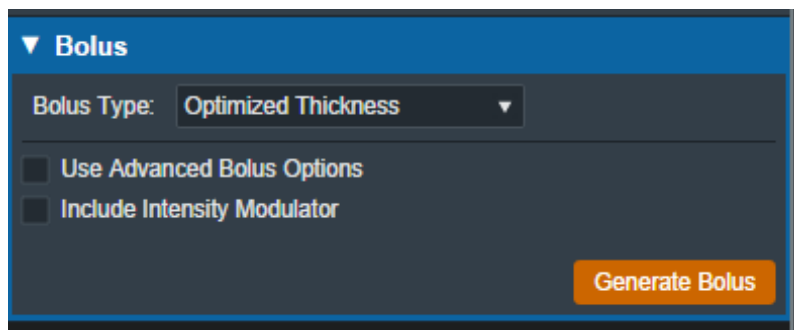 Bolus
Bolus Type: Optimized Thickness
Use Advanced Bolus Options
Include Intensity Modulator
Generate Bolus